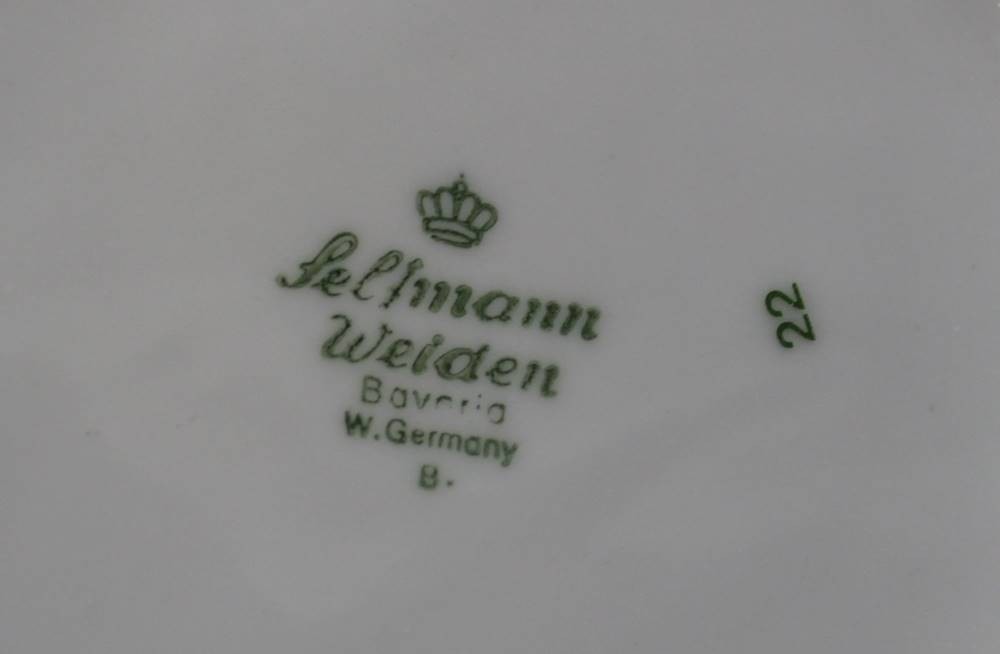 Seltmann
Weiden
Bavaria
W. Germany
B.
22